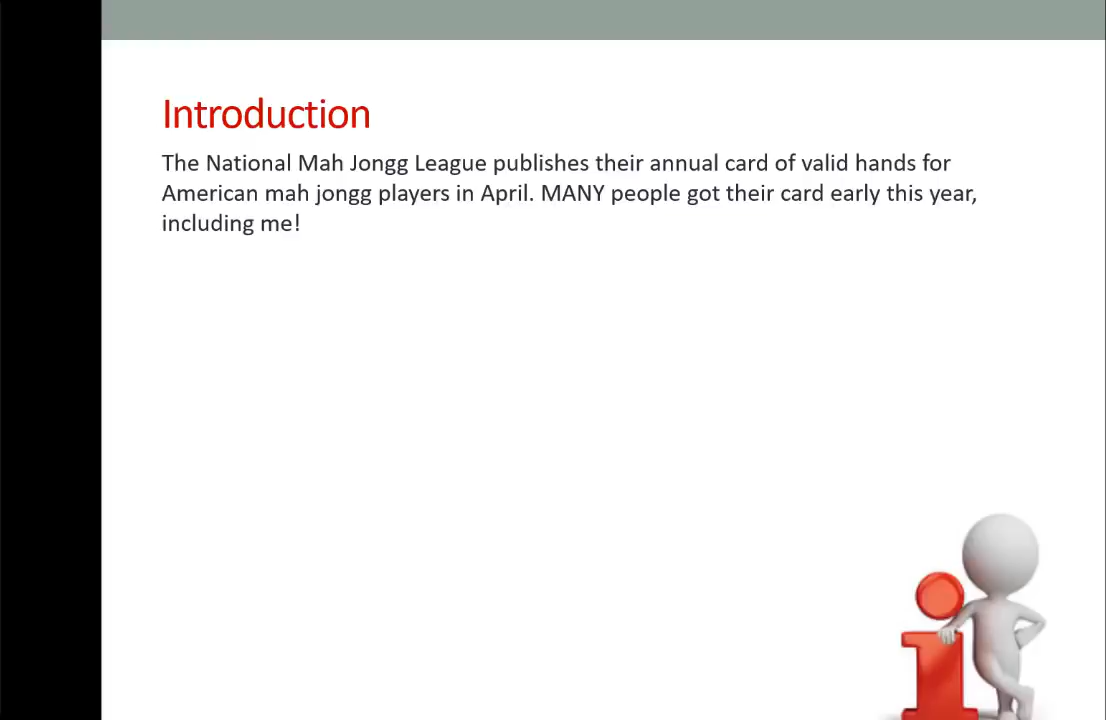 Introduction
The National Mah Jongg League publishes their annual card of valid hands for
American mah jongg players in April. MANY people got their card early this year,
including me!